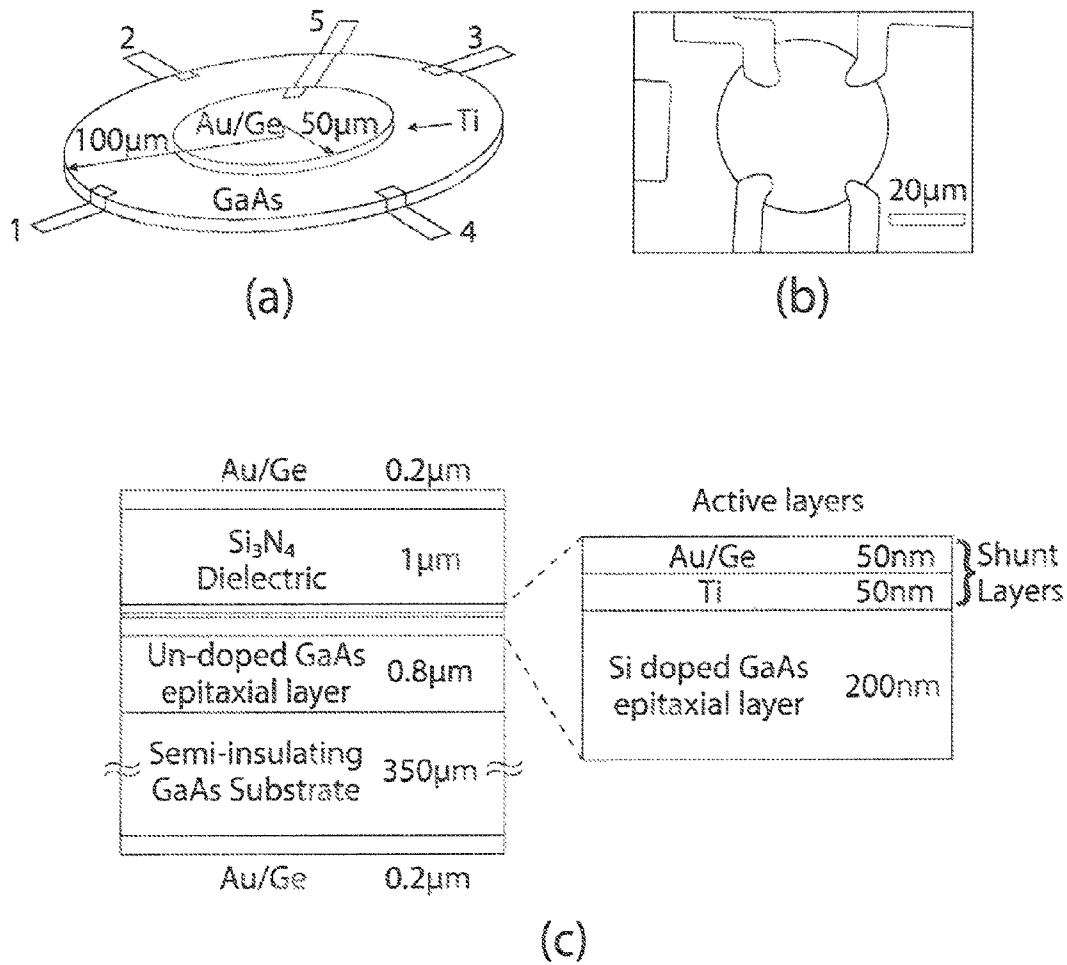 2
5
3
Au/Ge 50µm
Ti
100µm
GaAs
1
4
(a)
20µm
(b)
Au/Ge 0.2µm
Si₃N₄
Dielectric
1µm
Un-doped GaAs
epitaxial layer
0.8µm
Semi-insulating
GaAs Substrate
350µm
Au/Ge 0.2µm
Active layers
Au/Ge 50nm
Ti 50nm
Shunt
Layers
Si doped GaAs
epitaxial layer
200nm
(c)